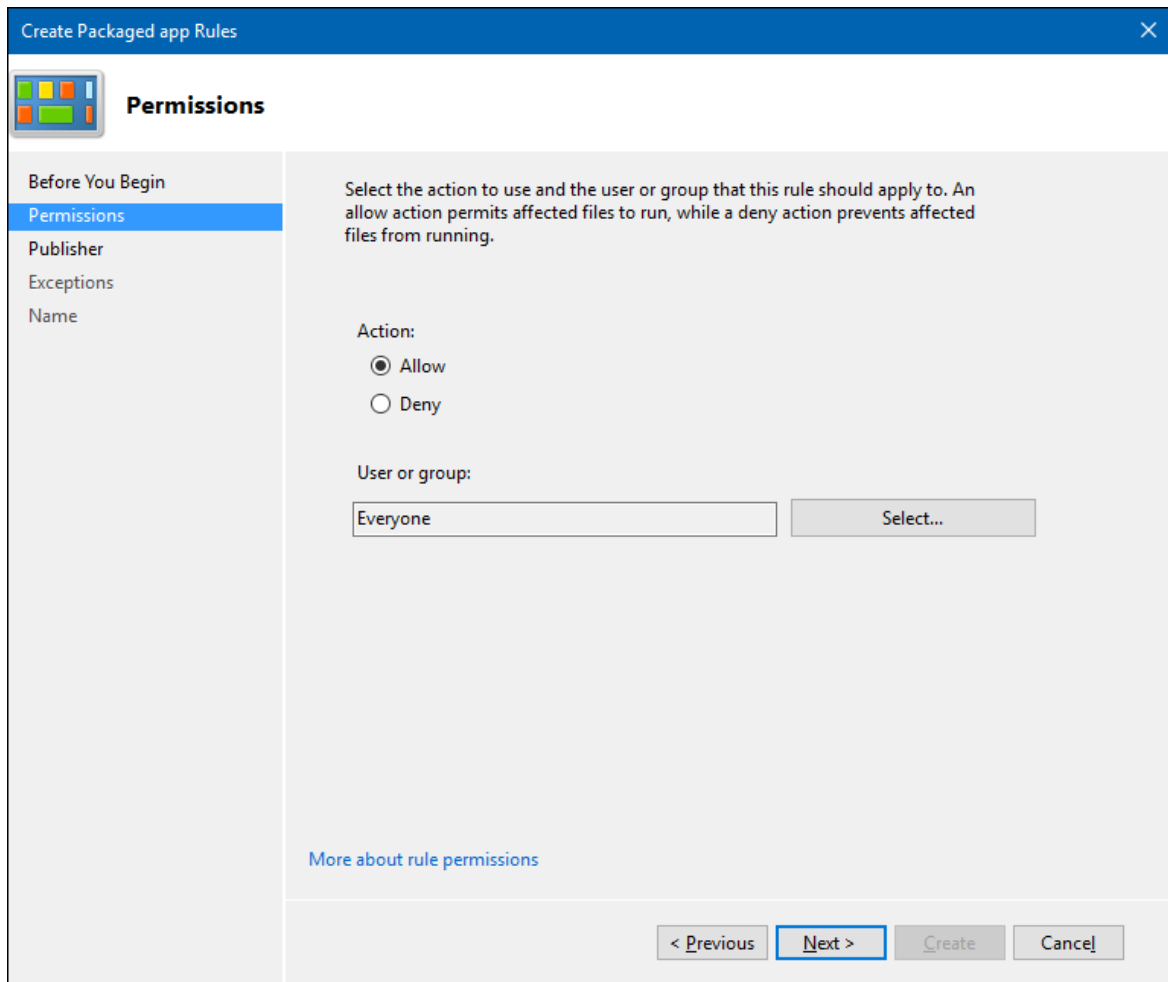 Create Packaged app Rules
Permissions
Before You Begin
Permissions
Publisher
Exceptions
Name
Select the action to use and the user or group that this rule should apply to. An
allow action permits affected files to run, while a deny action prevents affected
files from running.
Action:
Allow
Deny
User or group:
Everyone
Select...
More about rule permissions
< Previous
Next >
Create
Cancel